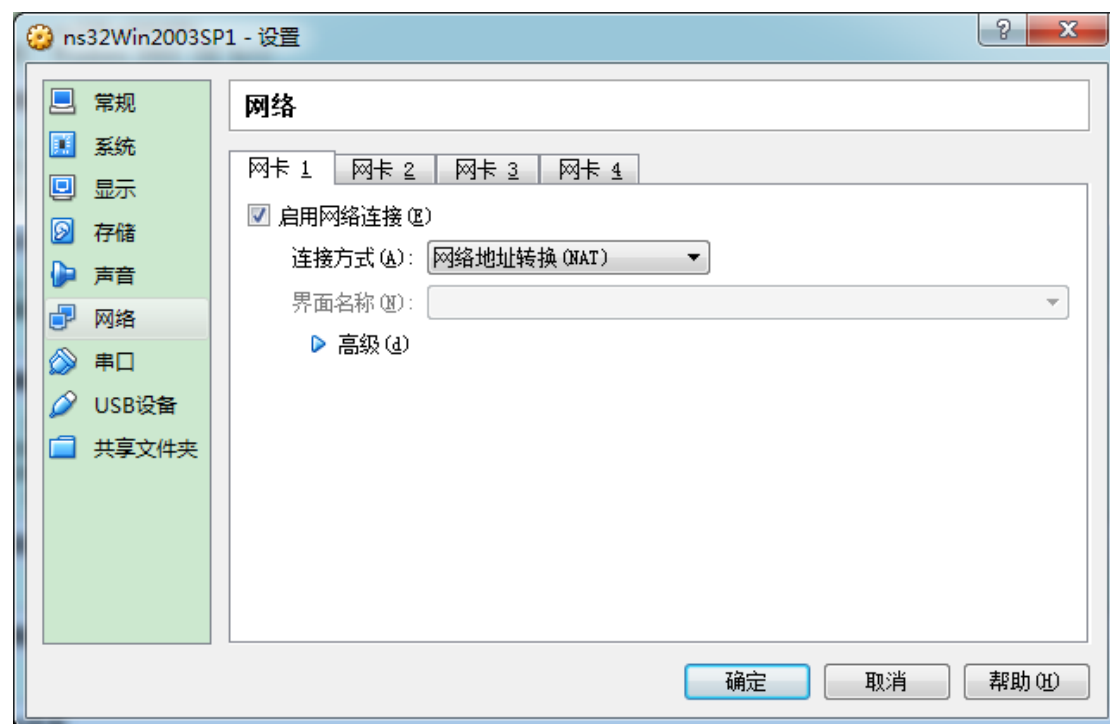 ns32Win2003SP1 - 设置
常规
系统
显示
存储
声音
网络
串口
USB设备
共享文件夹
网络
网卡 1 网卡 2 网卡 3 网卡 4
启用网络连接(E)
连接方式(A): 网络地址转换(NAT)
界面名称(N):
高级(d)
确定 取消 帮助(H)